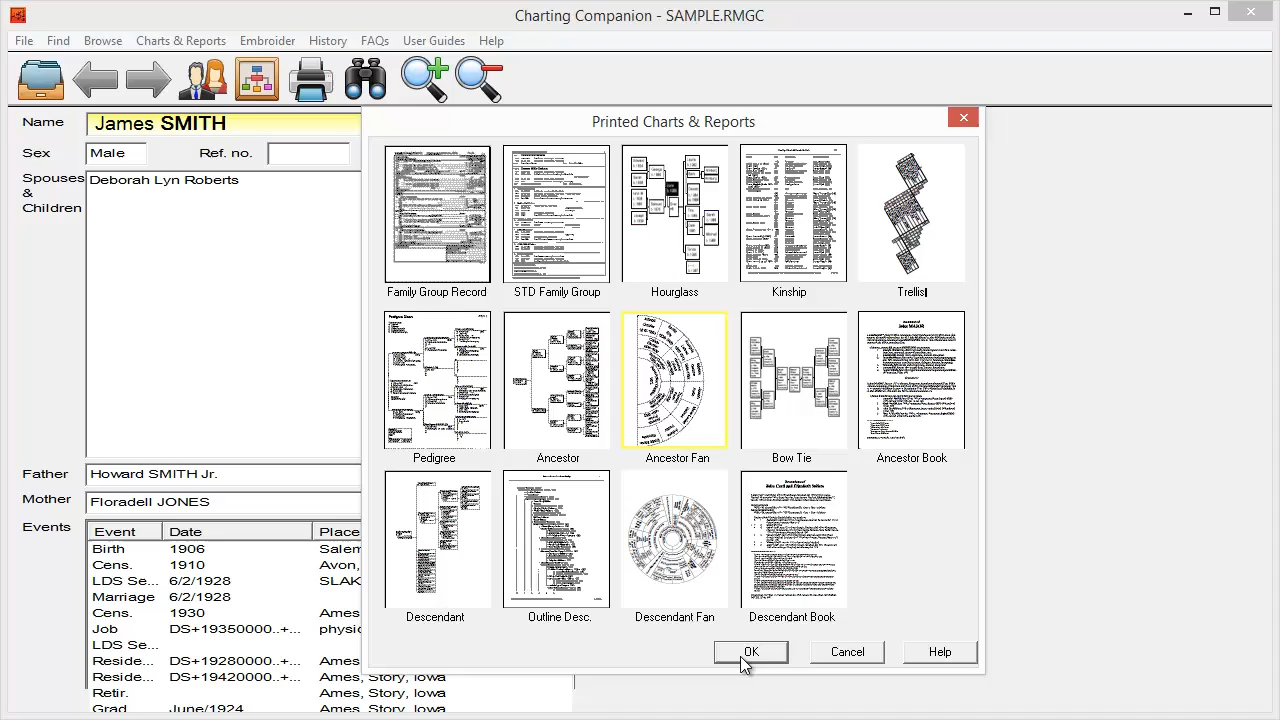 Charting Companion - SAMPLE.RMGC
File Find Browse Charts & Reports Embroider History FAQs User Guides Help
Name James SMITH
Sex Male Ref. no.
Spouses & Children
Deborah Lyn Roberts
Father Howard SMITH Jr.
Mother Floradell JONES
Events
Event Date Place
Birth 1906 Salem
Cens. 1910 Avon,
LDS Se... 6/2/1928 SLAK
Marriage 6/2/1928
Cens. 1930 Ames,
Job DS+19350000..+... physic
LDS Se...
Reside... DS+19280000..+... Ames,
Reside... DS+19420000..+... Ames, Story, Iowa
Retir. Ames, Story, Iowa
Grad June/1924 Ames, Story, Iowa
Printed Charts & Reports
Family Group Record STD Family Group Hourglass Kinship Trellis
Pedigree Ancestor Ancestor Fan Bow Tie Ancestor Book
Descendant Outline Desc. Descendant Fan Descendant Book
OK Cancel Help